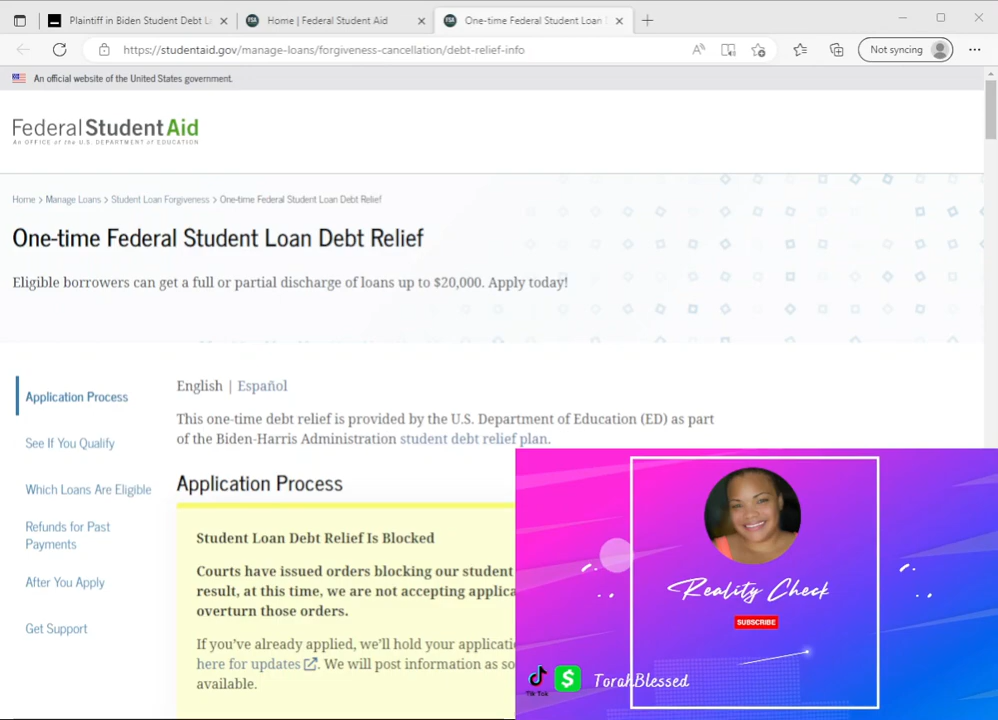 Plaintiff in Biden Student Debt L
Home | Federal Student Aid
One-time Federal Student Loan
https://studentaid.gov/manage-loans/forgiveness-cancellation/debt-relief-info
Not syncing
An official website of the United States government.
Federal Student Aid
An OFFICE of the U.S. DEPARTMENT of EDUCATION
Home > Manage Loans > Student Loan Forgiveness > One-time Federal Student Loan Debt Relief
One-time Federal Student Loan Debt Relief
Eligible borrowers can get a full or partial discharge of loans up to $20,000. Apply today!
Application Process
See If You Qualify
Which Loans Are Eligible
Refunds for Past
Payments
After You Apply
Get Support
English | Español
This one-time debt relief is provided by the U.S. Department of Education (ED) as part
of the Biden-Harris Administration student debt relief plan.
Application Process
Student Loan Debt Relief Is Blocked
Courts have issued orders blocking our student
result, at this time, we are not accepting applica
overturn those orders.
If you've already applied, we'll hold your applicatio
here for updates. We will post information as so
available.
Reality Check
SUBSCRIBE
Tik Tok
$
TorahBlessed